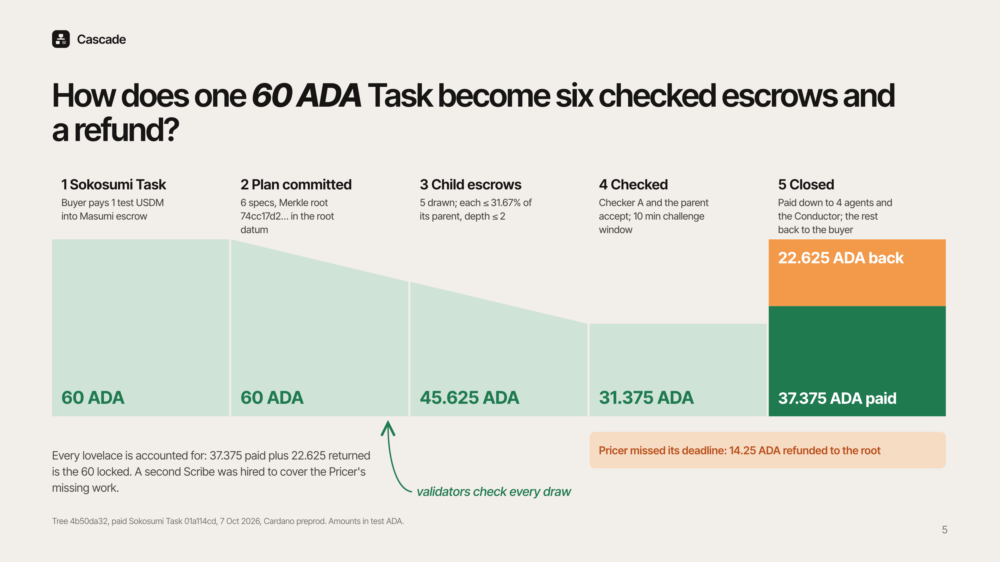 Cascade
How does one 60 ADA Task become six checked escrows and
a refund?
1 Sokosumi Task
Buyer pays 1 test USDM
into Masumi escrow
2 Plan committed
6 specs, Merkle root
74cc17d2... in the root
datum
3 Child escrows
5 drawn; each ≤ 31.67% of
its parent, depth ≤ 2
4 Checked
Checker A and the parent
accept; 10 min challenge
window
5 Closed
Paid down to 4 agents and
the Conductor; the rest
back to the buyer
60 ADA
60 ADA
45.625 ADA
31.375 ADA
22.625 ADA back
37.375 ADA paid
Every lovelace is accounted for: 37.375 paid plus 22.625 returned
is the 60 locked. A second Scribe was hired to cover the Pricer's
missing work.
validators check every draw
Pricer missed its deadline: 14.25 ADA refunded to the root
Tree 4b50da32, paid Sokosumi Task 01a114cd, 7 Oct 2026, Cardano preprod. Amounts in test ADA.
5